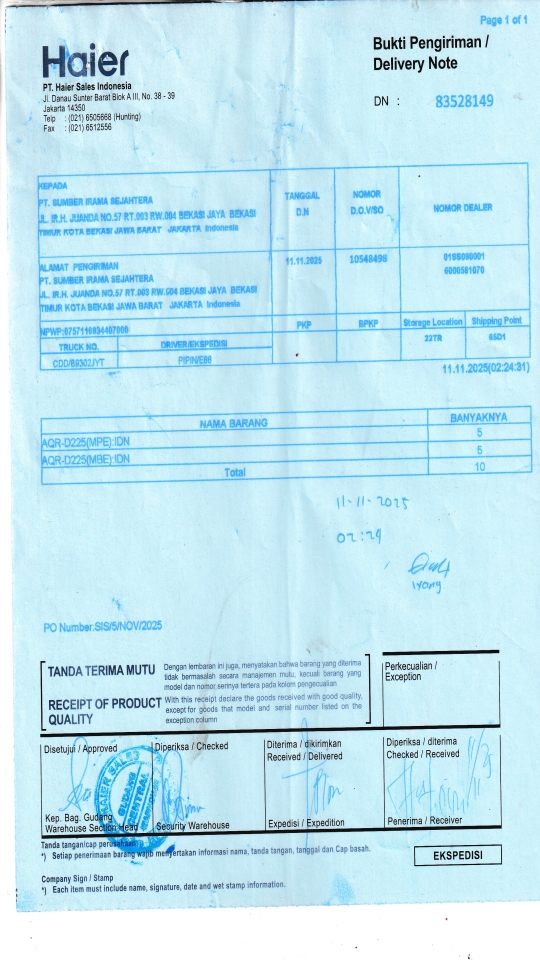 Page 1 of 1
Haier
Bukti Pengiriman /
Delivery Note
PT. Haier Sales Indonesia
Jl. Danau Sunter Barat Blok A III, No. 38 - 39
Jakarta 14350
Telp : (021) 6505668 (Hunting)
Fax : (021) 6512556
DN : 83528149
KEPADA
PT. SUMBER IRAMA SEJAHTERA
JL. IR.H. JUANDA NO.57 RT.003 RW.004 BEKASI JAYA BEKASI
TIMUR KOTA BEKASI JAWA BARAT JAKARTA Indonesia
TANGGAL
D.N
NOMOR
D.O.V/SO
NOMOR DEALER
ALAMAT PENGIRIMAN
PT. SUMBER IRAMA SEJAHTERA
JL. IR.H. JUANDA NO.57 RT.003 RW.004 BEKASI JAYA BEKASI
TIMUR KOTA BEKASI JAWA BARAT JAKARTA Indonesia
11.11.2025
10548498
6000581070
PKP
BPKP
Storage Location
Shipping Point
22TR
65D1
TRUCK NO.
DRIVER/EKSPEDISI
CDD/B9302JYT
PIPIN/E86
11.11.2025(02:24:31)
NAMA BARANG
BANYAKNYA
AQR-D225(MPE):IDN
5
AQR-D225(MBE):IDN
5
Total
10
11-11-2025
02:24
PO Number:SIS/5/NOV/2025
TANDA TERIMA MUTU
Dengan lembaran ini juga, menyatakan bahwa barang yang diterima
tidak bermasalah secara manajemen mutu, kecuali barang yang
model dan nomor serinya tertera pada kolom pengecualian
RECEIPT OF PRODUCT
QUALITY
With this receipt declare the goods received with good quality,
except for goods that model and serial number listed on the
exception column
Perkecualian /
Exception
Disetujui / Approved
Diperiksa / Checked
Diterima / dikirimkan
Received / Delivered
Diperiksa / diterima
Checked / Received
HAIER SALES
GUDANG
Kep. Bag. Gudang
Warehouse Section Head
Security Warehouse
Expedisi / Expedition
Penerima / Receiver
Tanda tangan/cap perusahaan
*) Setiap penerimaan barang wajib menyertakan informasi nama, tanda tangan, tanggal dan Cap basah.
EKSPEDISI
Company Sign / Stamp
*) Each item must include name, signature, date and wet stamp information.